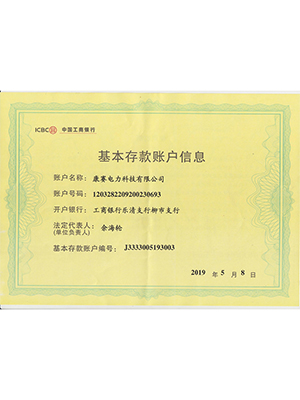 ICBC 中国工商银行
基本存款账户信息
账户名称：康赛电力科技有限公司
账户号码：1203282209200230693
开户银行：工商银行乐清支行柳市支行
法定代表人：余海轮
(单位负责人)
基本存款账户编号：J3333005193003
2019 年 5 月 8 日